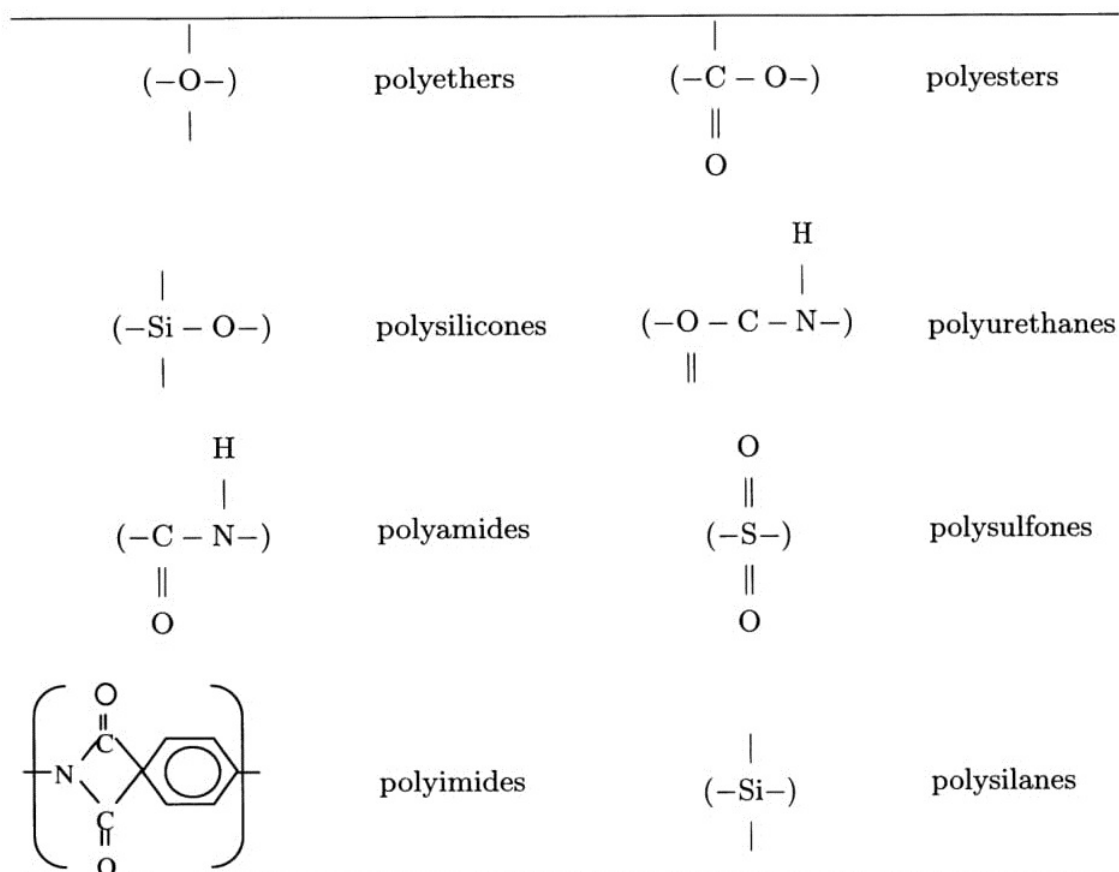 |	|
(–O–)	polyethers	(–C – O–)	polyesters
|	||
O
H
|	|
(–Si – O–)	polysilicones	(–O – C – N–)	polyurethanes
|	||
H	O
|	||
(–C – N–)	polyamides	(–S–)	polysulfones
||	||
O	O
O
||
C	|
N	polyimides	(–Si–)	polysilanes
C	|
||
O